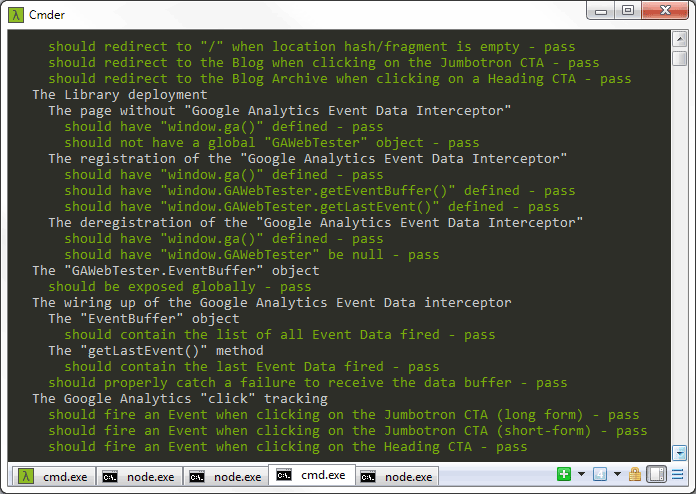 λ Cmder
should redirect to "/" when location hash/fragment is empty - pass
should redirect to the Blog when clicking on the Jumbotron CTA - pass
should redirect to the Blog Archive when clicking on a Heading CTA - pass
The Library deployment
The page without "Google Analytics Event Data Interceptor"
should have "window.ga()" defined - pass
should not have a global "GAWebTester" object - pass
The registration of the "Google Analytics Event Data Interceptor"
should have "window.ga()" defined - pass
should have "window.GAWebTester.getEventBuffer()" defined - pass
should have "window.GAWebTester.getLastEvent()" defined - pass
The deregistration of the "Google Analytics Event Data Interceptor"
should have "window.ga()" defined - pass
should have "window.GAWebTester" be null - pass
The "GAWebTester.EventBuffer" object
should be exposed globally - pass
The wiring up of the Google Analytics Event Data interceptor
The "EventBuffer" object
should contain the list of all Event Data fired - pass
The "getLastEvent()" method
should contain the last Event Data fired - pass
should properly catch a failure to receive the data buffer - pass
The Google Analytics "click" tracking
should fire an Event when clicking on the Jumbotron CTA (long form) - pass
should fire an Event when clicking on the Jumbotron CTA (short-form) - pass
should fire an Event when clicking on the Heading CTA - pass
λ cmd.exe C:\. node.exe C:\. node.exe C:\. cmd.exe C:\. node.exe 4